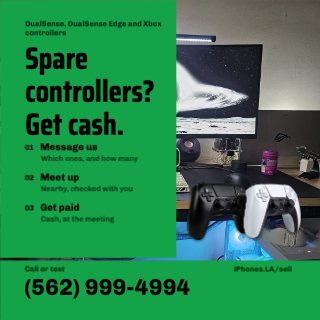 DualSense, DualSense Edge and Xbox
controllers
Spare
controllers?
Get cash.
01 Message us
Which ones, and how many
02 Meet up
Nearby, checked with you
03 Get paid
Cash, at the meeting
Call or text
iPhones.LA/sell
(562) 999-4994